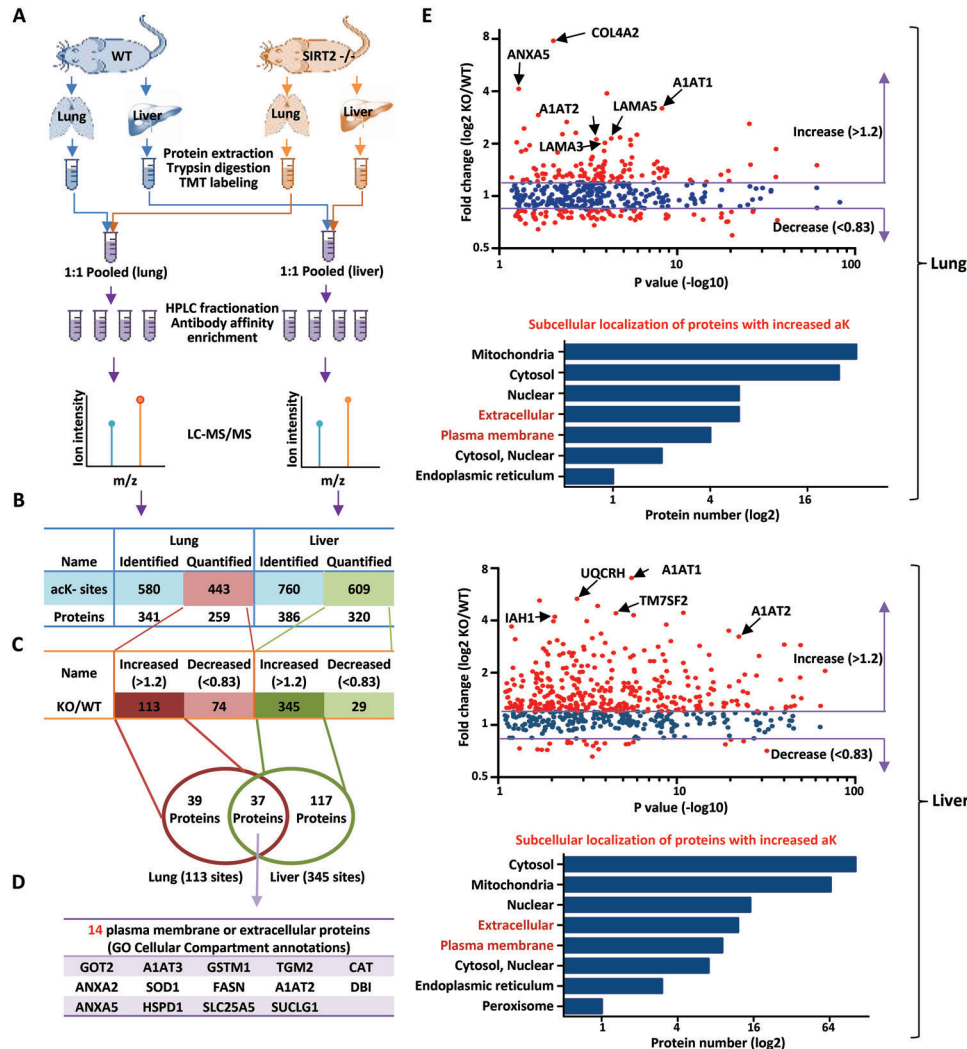 A
WT
SIRT2 -/-
Lung
Liver
Lung
Liver
Protein extraction
Trypsin digestion
TMT labeling
1:1 Pooled (lung)
1:1 Pooled (liver)
HPLC fractionation
Antibody affinity
enrichment
Ion intensity
m/z
LC-MS/MS
Ion intensity
m/z
B
Lung Liver
Name Identified Quantified Identified Quantified
acK- sites 580 443 760 609
Proteins 341 259 386 320
C
Name Increased Decreased Increased Decreased
(>1.2) (<0.83) (>1.2) (<0.83)
KO/WT 113 74 345 29
39 37 117
Proteins Proteins Proteins
Lung (113 sites) Liver (345 sites)
D
14 plasma membrane or extracellular proteins
(GO Cellular Compartment annotations)
GOT2 A1AT3 GSTM1 TGM2 CAT
ANXA2 SOD1 FASN A1AT2 DBI
ANXA5 HSPD1 SLC25A5 SUCLG1
E
Fold change (log2 KO/WT)
8
4
2
1
0.5
COL4A2
ANXA5
A1AT1
A1AT2
LAMA5
LAMA3
Increase (>1.2)
Decrease (<0.83)
1 10 100
P value (-log10)
Lung
Subcellular localization of proteins with increased aK
Mitochondria
Cytosol
Nuclear
Extracellular
Plasma membrane
Cytosol, Nuclear
Endoplasmic reticulum
1 4 16
Protein number (log2)
Fold change (log2 KO/WT)
8
4
2
1
0.5
UQCRH
A1AT1
IAH1
TM7SF2
A1AT2
Increase (>1.2)
Decrease (<0.83)
1 10 100
P value (-log10)
Liver
Subcellular localization of proteins with increased aK
Cytosol
Mitochondria
Nuclear
Extracellular
Plasma membrane
Cytosol, Nuclear
Endoplasmic reticulum
Peroxisome
1 4 16 64
Protein number (log2)